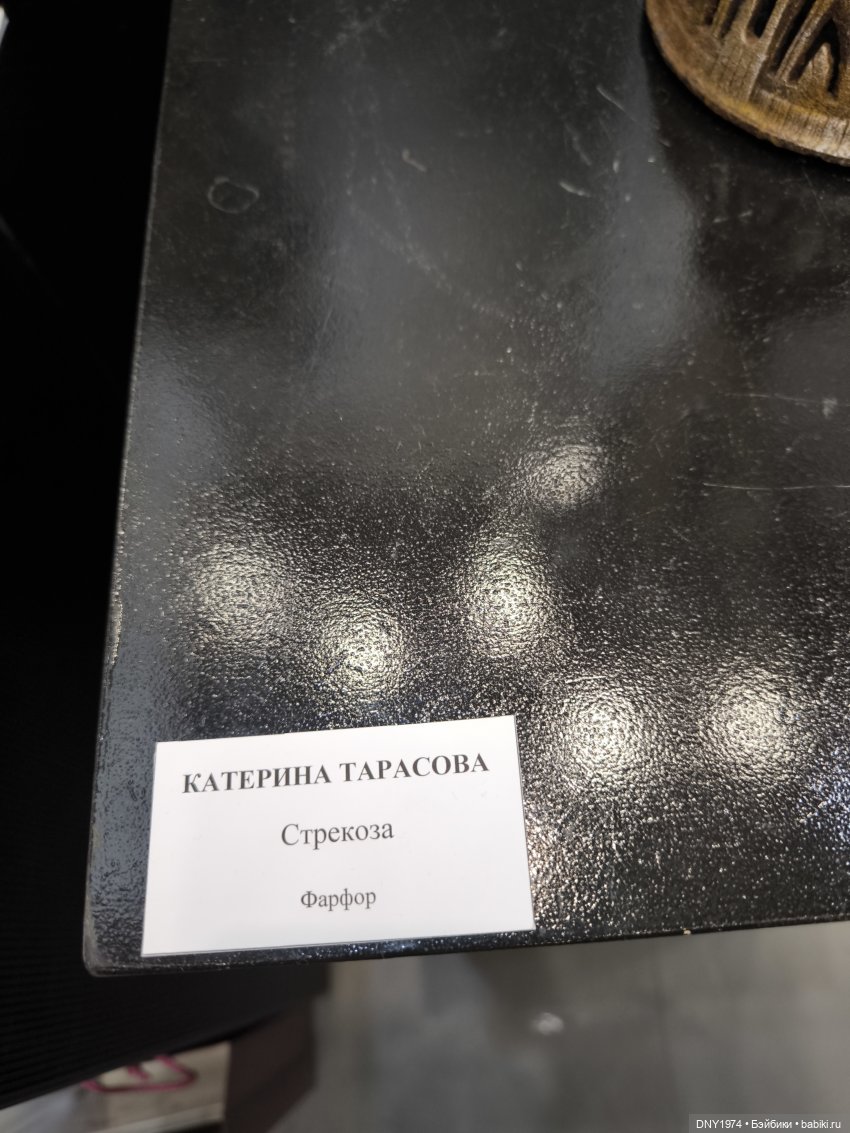 КАТЕРИНА ТАРАСОВА
Стрекоза
Фарфор
DNY1974 • Бэйбики • babiki.ru